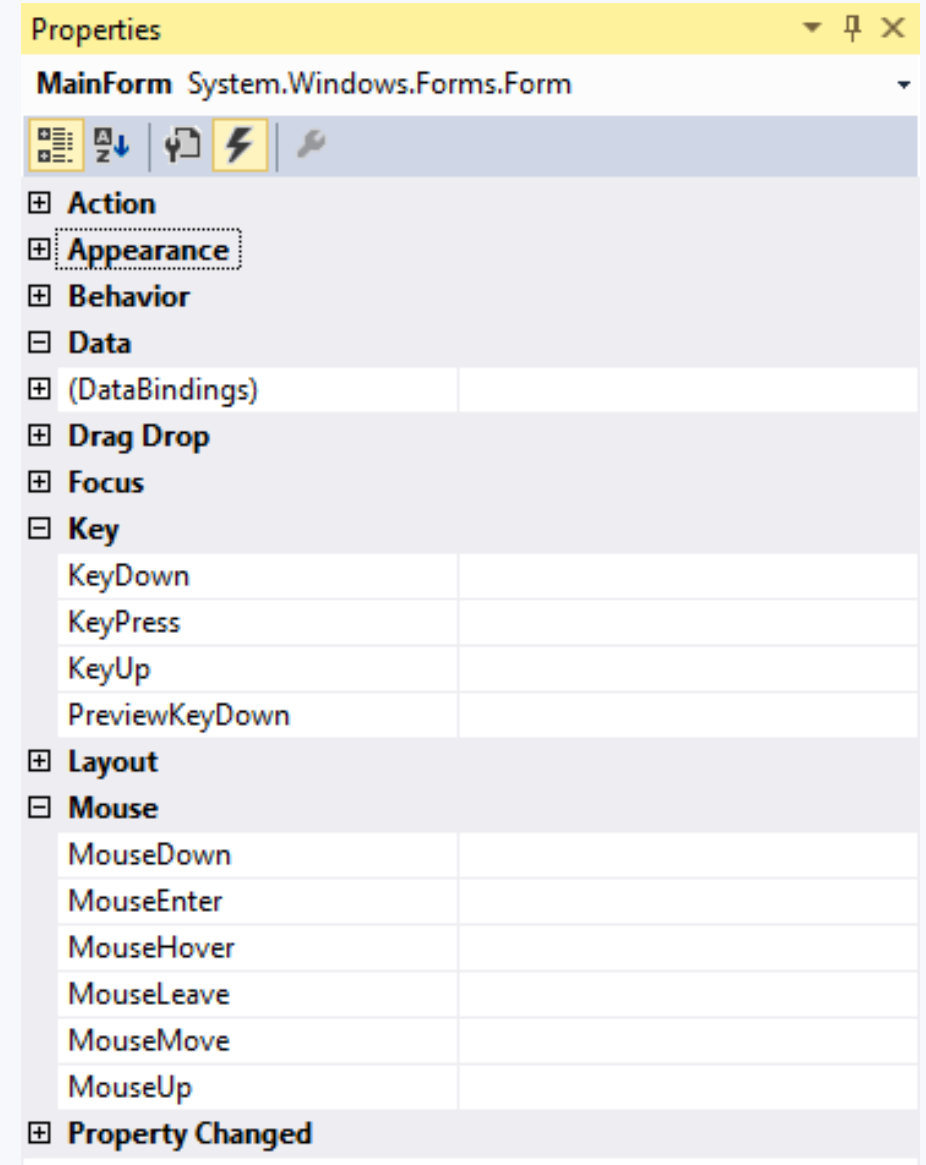 Properties
MainForm System.Windows.Forms.Form
A
Z
Action
Appearance
Behavior
Data
(DataBindings)
Drag Drop
Focus
Key
KeyDown
KeyPress
KeyUp
PreviewKeyDown
Layout
Mouse
MouseDown
MouseEnter
MouseHover
MouseLeave
MouseMove
MouseUp
Property Changed